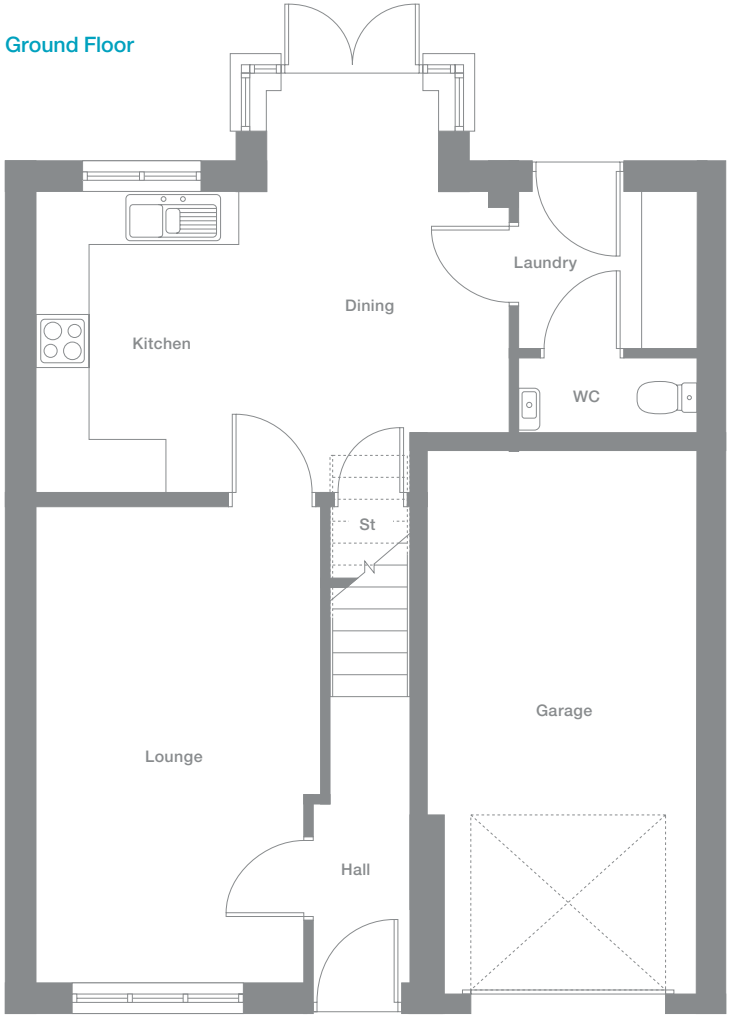 Ground Floor
Laundry
Dining
Kitchen
WC
St
Garage
Lounge
Hall